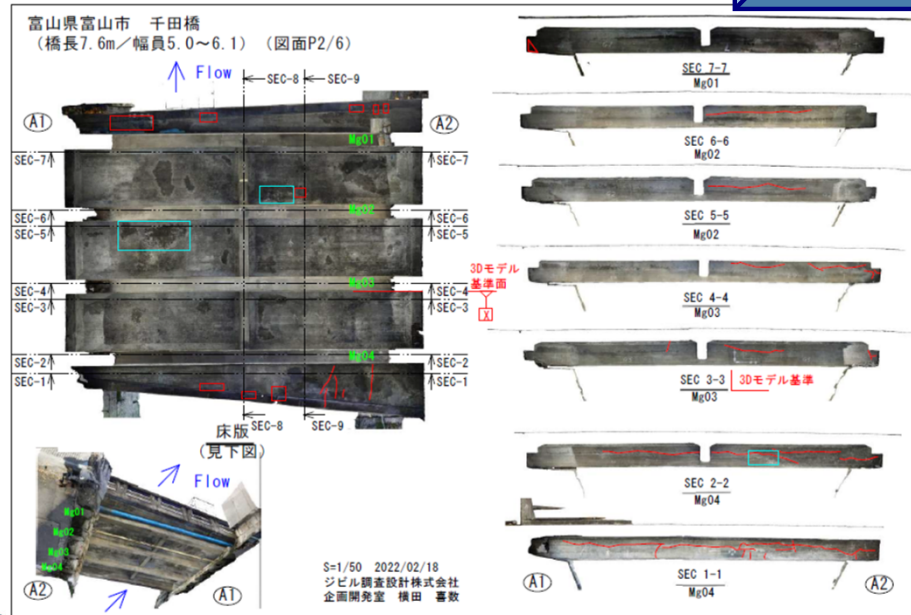 富山県富山市　千田橋
（橋長7.6m／幅員5.0～6.1）（図面P2/6）
Flow
SEC-8
SEC-9
A1
A2
Mg01
SEC-7
SEC-7
Mg02
SEC-6
SEC-6
SEC-5
SEC-5
Mg03
SEC-4
SEC-4
SEC-3
SEC-3
Mg04
SEC-2
SEC-2
SEC-1
SEC-1
SEC-8
SEC-9
床版
（見下図）
Flow
Mg01
Mg02
Mg03
Mg04
A2
A1
S=1/50　2022/02/18
ジビル調査設計株式会社
企画開発室　横田　喜数
SEC 7-7
Mg01
SEC 6-6
Mg02
SEC 5-5
Mg02
3Dモデル
基準面
X
SEC 4-4
Mg03
SEC 3-3
Mg03
3Dモデル基準
SEC 2-2
Mg04
A1
SEC 1-1
Mg04
A2